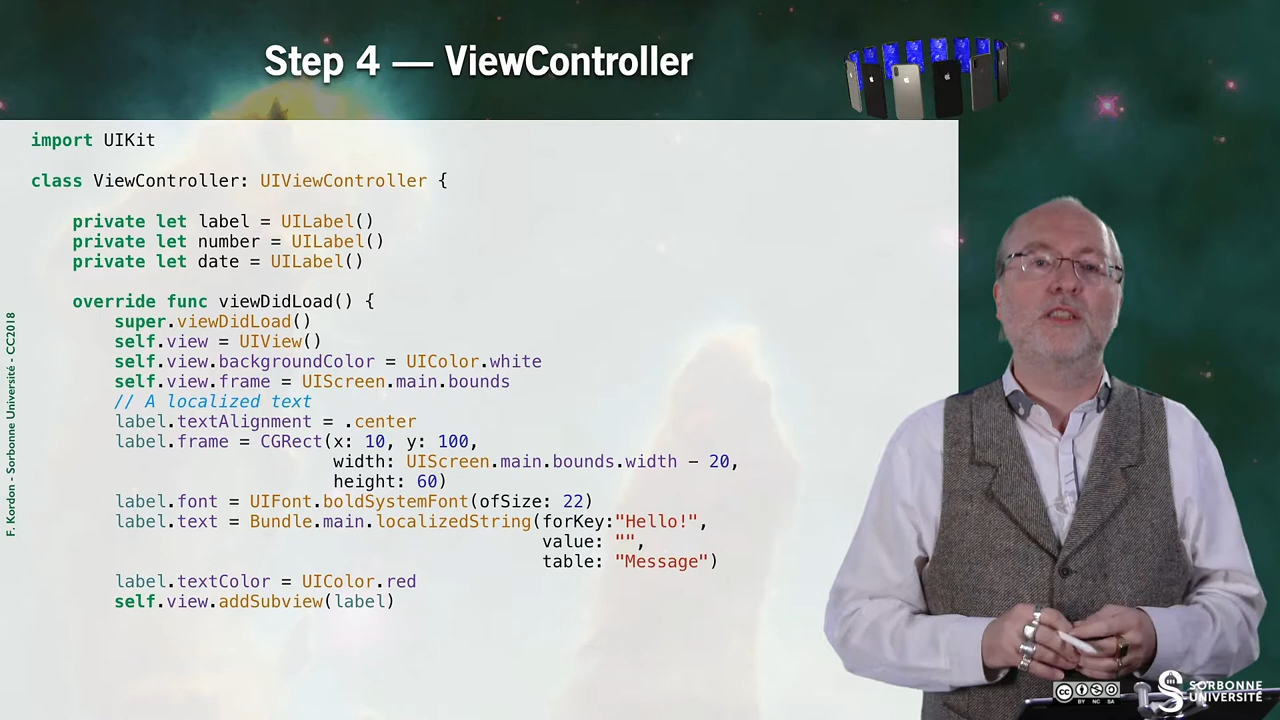 Step 4 — ViewController
import UIKit
class ViewController: UIViewController {
private let label = UILabel()
private let number = UILabel()
private let date = UILabel()
override func viewDidLoad() {
super.viewDidLoad()
self.view = UIView()
self.view.backgroundColor = UIColor.white
self.view.frame = UIScreen.main.bounds
// A localized text
label.textAlignment = .center
label.frame = CGRect(x: 10, y: 100,
width: UIScreen.main.bounds.width - 20,
height: 60)
label.font = UIFont.boldSystemFont(ofSize: 22)
label.text = Bundle.main.localizedString(forKey:"Hello!",
value: "",
table: "Message")
label.textColor = UIColor.red
self.view.addSubview(label)
F. Kordon - Sorbonne Université - CC2018
cc
BY NC SA
SORBONNE
UNIVERSITÉ